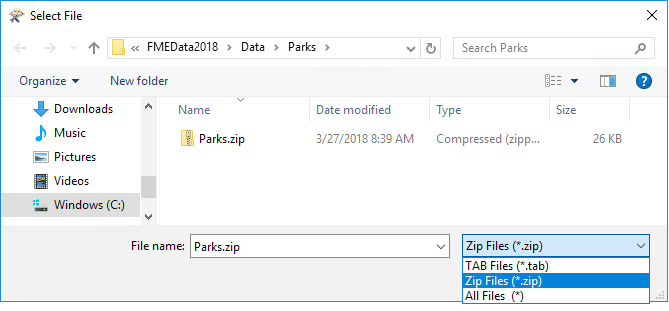 Select File
« FMEData2018 > Data > Parks >
Search Parks
Organize
New folder
Downloads
Music
Pictures
Videos
Windows (C:)
Name
Date modified
Type
Size
Parks.zip
3/27/2018 8:39 AM
Compressed (zipp...
26 KB
File name:
Parks.zip
Zip Files (*.zip)
TAB Files (*.tab)
Zip Files (*.zip)
All Files (*)